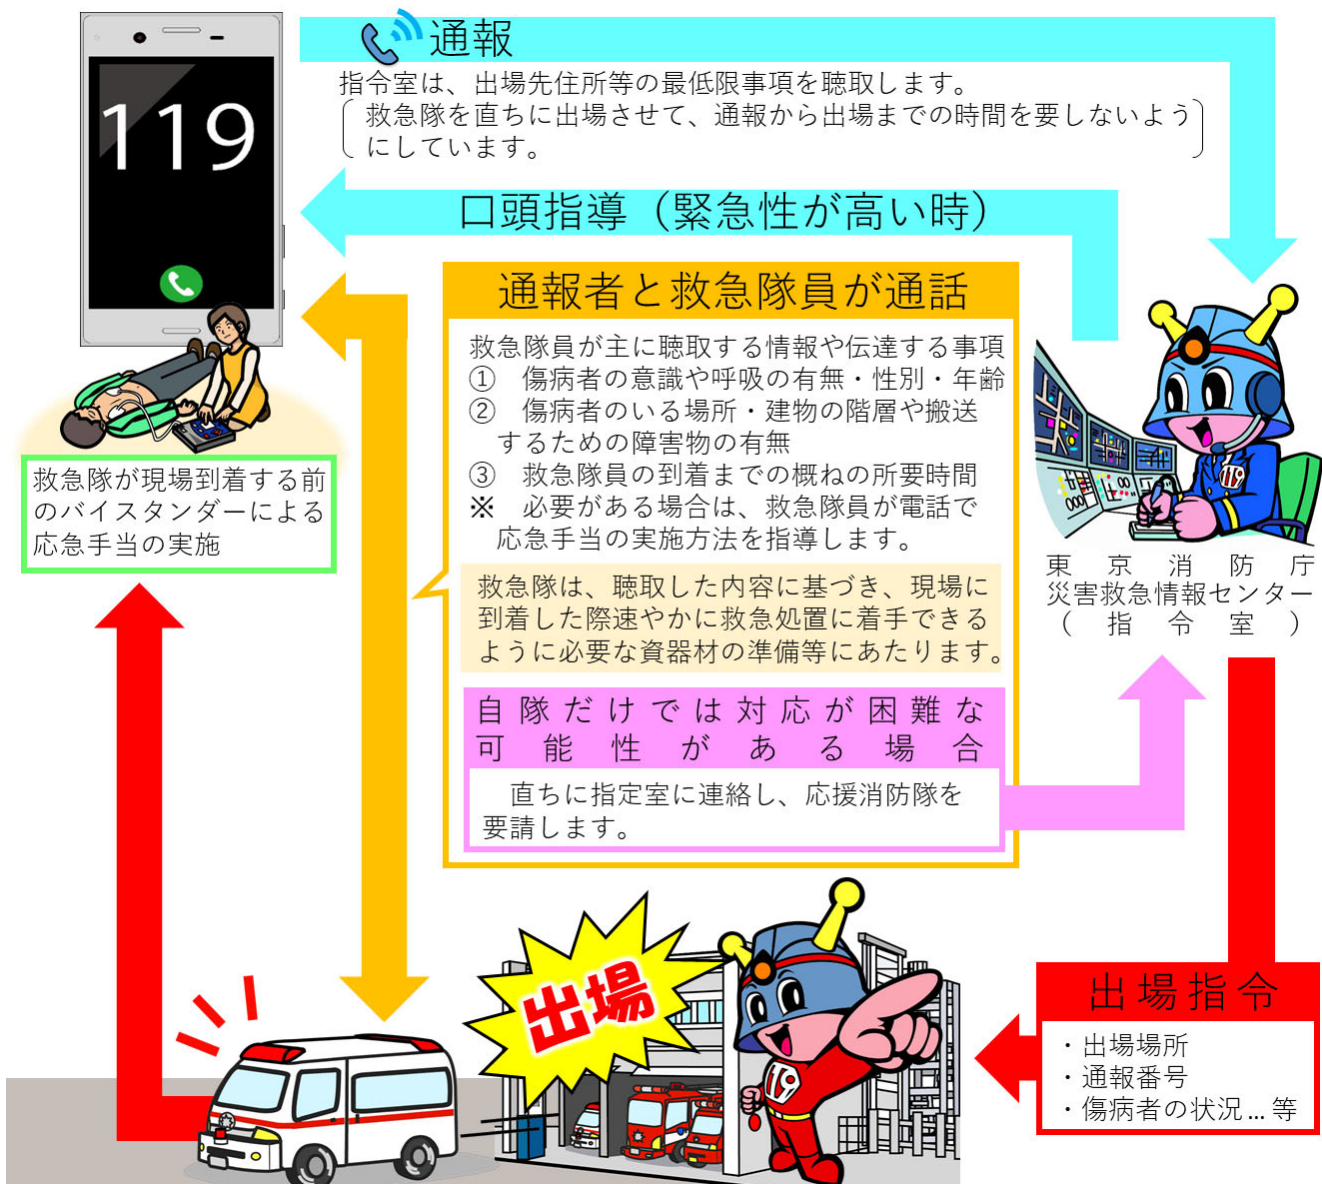 119
通報
指令室は、出場先住所等の最低限事項を聴取します。
救急隊を直ちに出場させて、通報から出場までの時間を要しないよう
にしています。
口頭指導（緊急性が高い時）
通報者と救急隊員が通話
救急隊員が主に聴取する情報や伝達する事項
①　傷病者の意識や呼吸の有無・性別・年齢
②　傷病者のいる場所・建物の階層や搬送
するための障害物の有無
③　救急隊員の到着までの概ねの所要時間
※　必要がある場合は、救急隊員が電話で
応急手当の実施方法を指導します。
救急隊は、聴取した内容に基づき、現場に
到着した際速やかに救急処置に着手できる
ように必要な資器材の準備等にあたります。
自隊だけでは対応が困難な
可能性がある場合
直ちに指定室に連絡し、応援消防隊を
要請します。
救急隊が現場到着する前
のバイスタンダーによる
応急手当の実施
119
東京消防庁
災害救急情報センター
（指令室）
出場指令
・出場場所
・通報番号
・傷病者の状況...等
出場
119